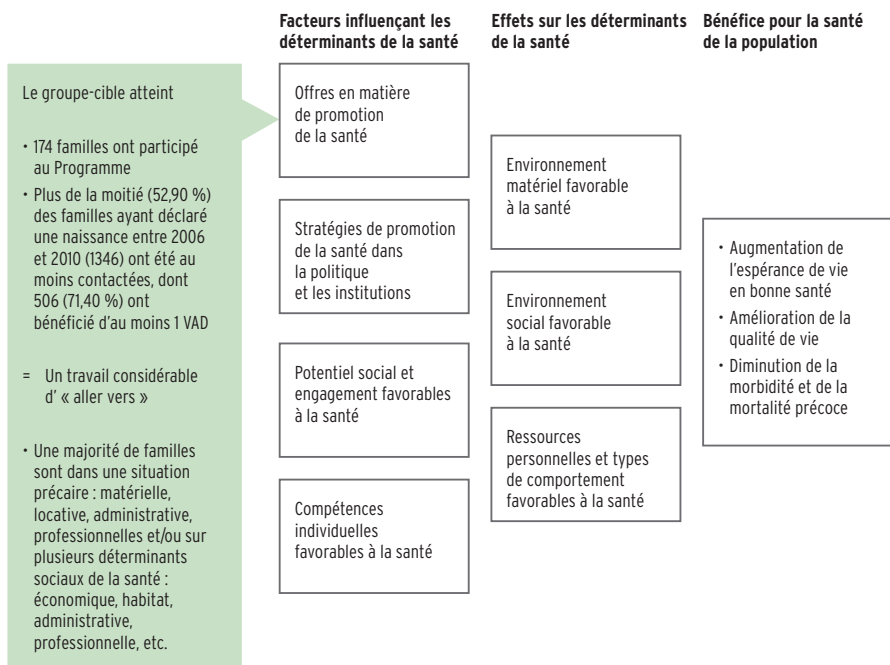 Facteurs influençant les
déterminants de la santé
Effets sur les déterminants
de la santé
Bénéfice pour la santé
de la population
Le groupe-cible atteint
• 174 familles ont participé
au Programme
• Plus de la moitié (52,90 %)
des familles ayant déclaré
une naissance entre 2006
et 2010 (1346) ont été au
moins contactées, dont
506 (71,40 %) ont
bénéficié d'au moins 1 VAD
= Un travail considérable
d' « aller vers »
• Une majorité de familles
sont dans une situation
précaire : matérielle,
locative, administrative,
professionnelles et/ou sur
plusieurs déterminants
sociaux de la santé :
économique, habitat,
administrative,
professionnelle, etc.
Offres en matière
de promotion
de la santé
Stratégies de promotion
de la santé dans
la politique
et les institutions
Potentiel social et
engagement favorables
à la santé
Compétences
individuelles
favorables à la santé
Environnement
matériel favorable
à la santé
Environnement
social favorable
à la santé
Ressources
personnelles et types
de comportement
favorables à la santé
• Augmentation de
l'espérance de vie
en bonne santé
• Amélioration de la
qualité de vie
• Diminution de la
morbidité et de la
mortalité précoce